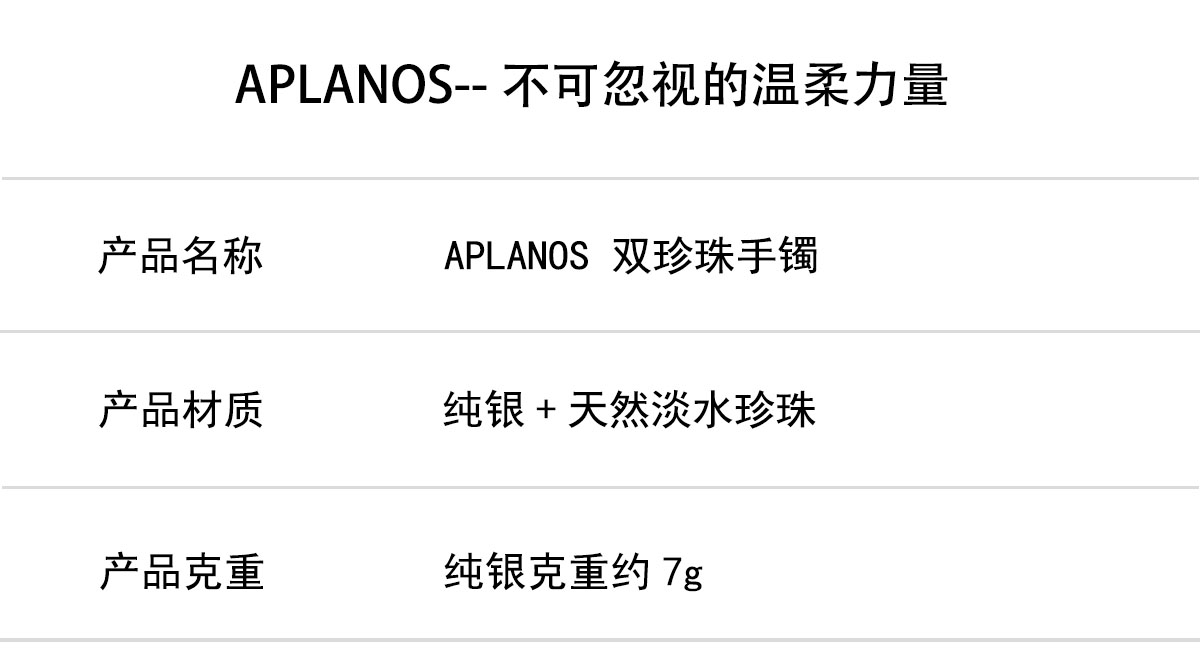 APLANOS-- 不可忽视的温柔力量
产品名称 APLANOS 双珍珠手镯
产品材质 纯银 + 天然淡水珍珠
产品克重 纯银克重约 7g